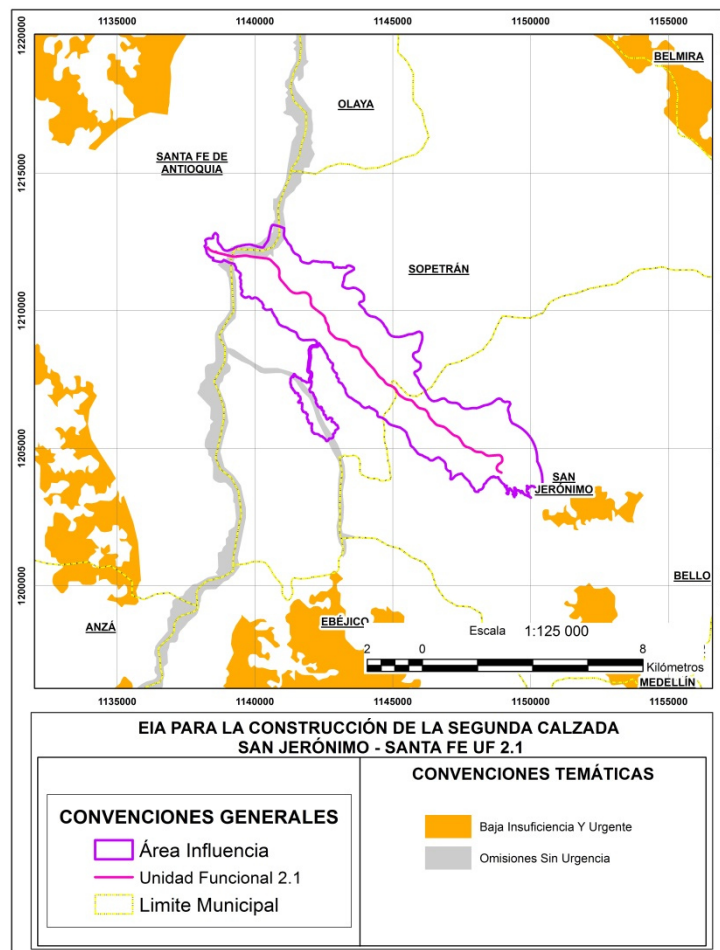 1135000 1140000 1145000 1150000 1155000
1220000
1215000
1210000
1205000
1200000
BELMIRA
OLAYA
SANTA FE DE
ANTIOQUIA
SOPETRÁN
SAN
JERÓNIMO
BELLO
EBÉJICO
ANZÁ
Escala 1:125 000
2 0 8
Kilómetros
MEDELLÍN
1135000 1140000 1145000 1150000 1155000
EIA PARA LA CONSTRUCCIÓN DE LA SEGUNDA CALZADA
SAN JERÓNIMO - SANTA FE UF 2.1
CONVENCIONES GENERALES
Área Influencia
Unidad Funcional 2.1
Limite Municipal
CONVENCIONES TEMÁTICAS
Baja Insuficiencia Y Urgente
Omisiones Sin Urgencia